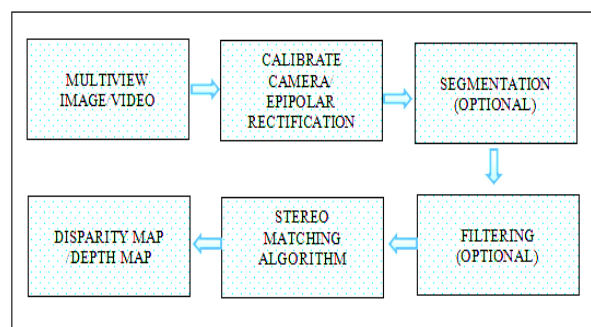 MULTIVIEW
IMAGE/VIDEO
CALIBRATE
CAMERA/
EPIPOLAR
RECTIFICATION
SEGMENTATION
(OPTIONAL)
FILTERING
(OPTIONAL)
STEREO
MATCHING
ALGORITHM
DISPARITY MAP
/DEPTH MAP